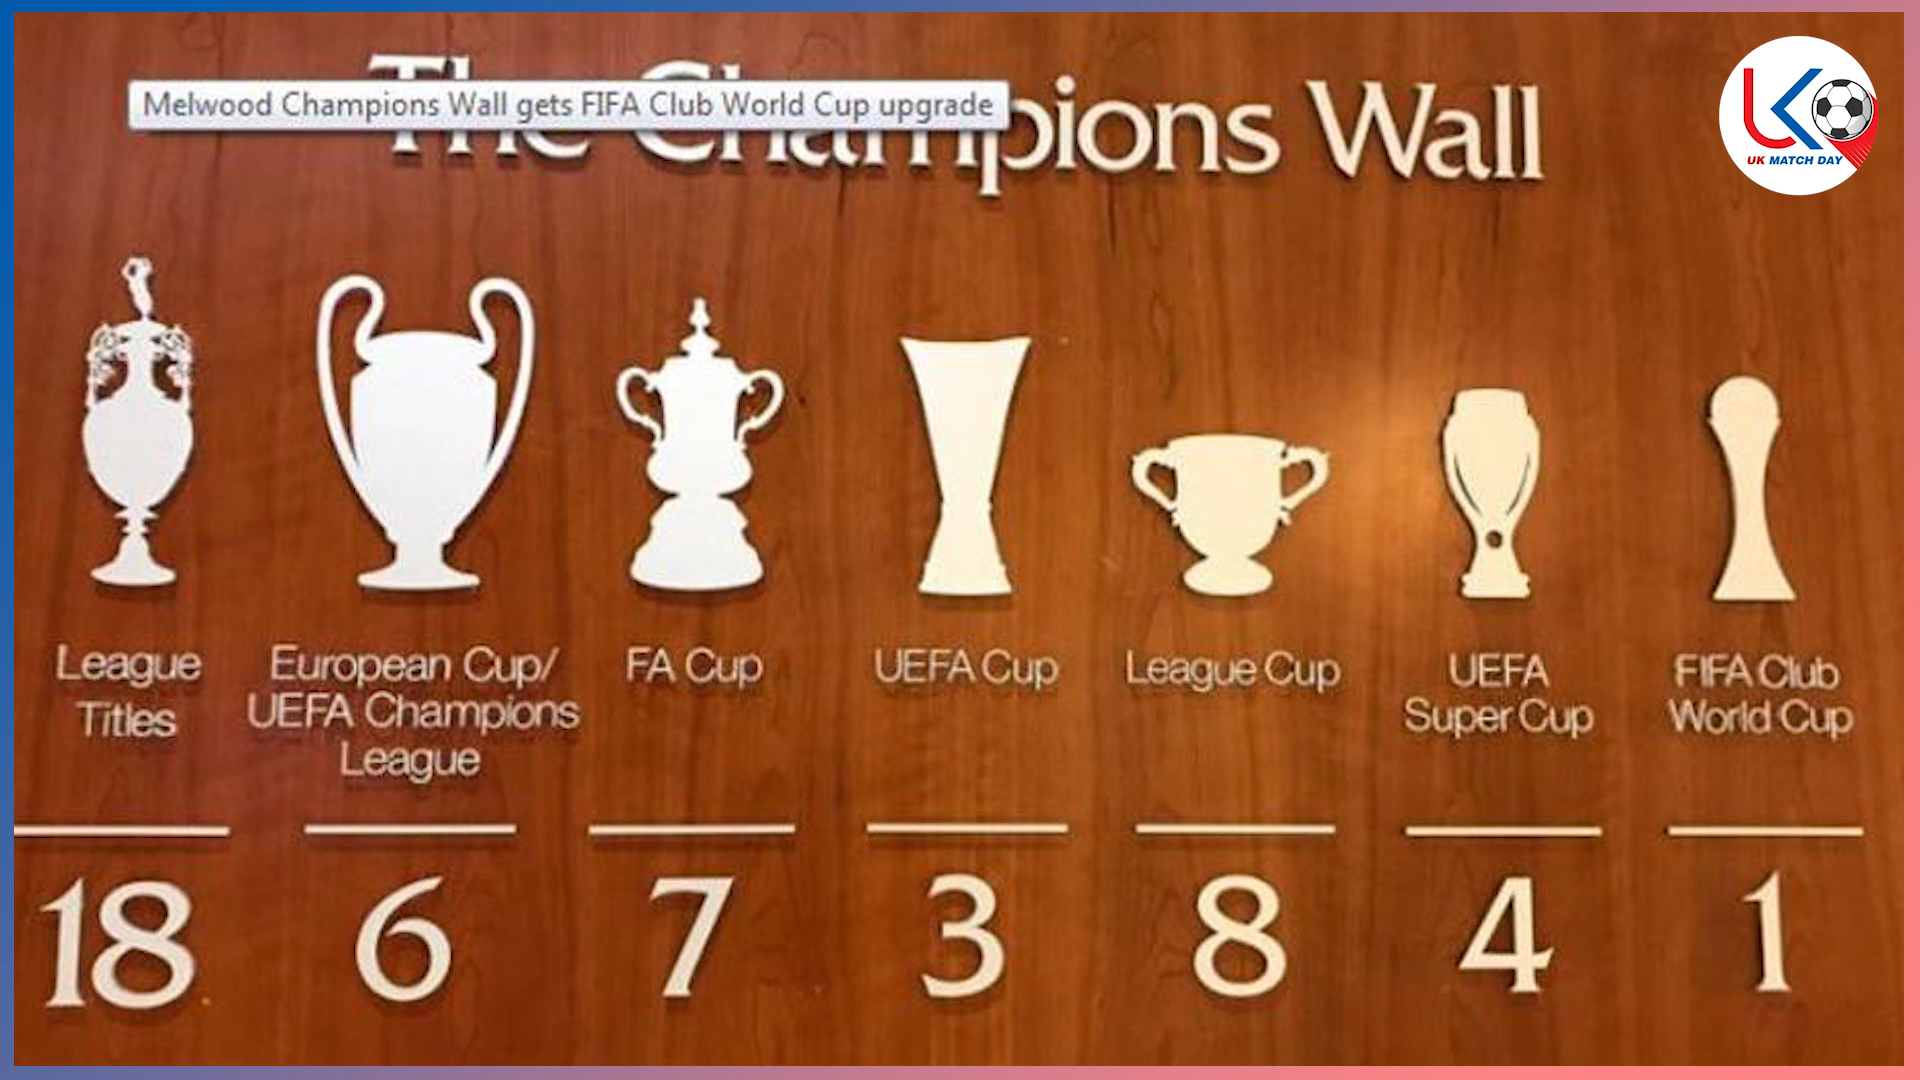 The Champions Wall
Melwood Champions Wall gets FIFA Club World Cup upgrade
UK
UK MATCH DAY
League
Titles
European Cup/
UEFA Champions
League
FA Cup
UEFA Cup
League Cup
UEFA
Super Cup
FIFA Club
World Cup
18
6
7
3
8
4
1